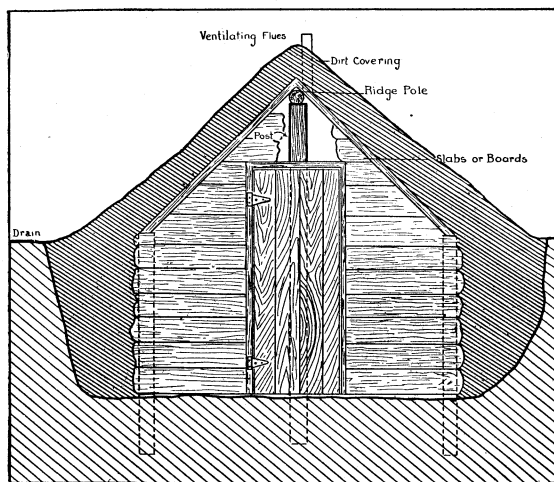 Ventilating Flues
Dirt Covering
Ridge Pole
Post
Slabs or Boards
Drain